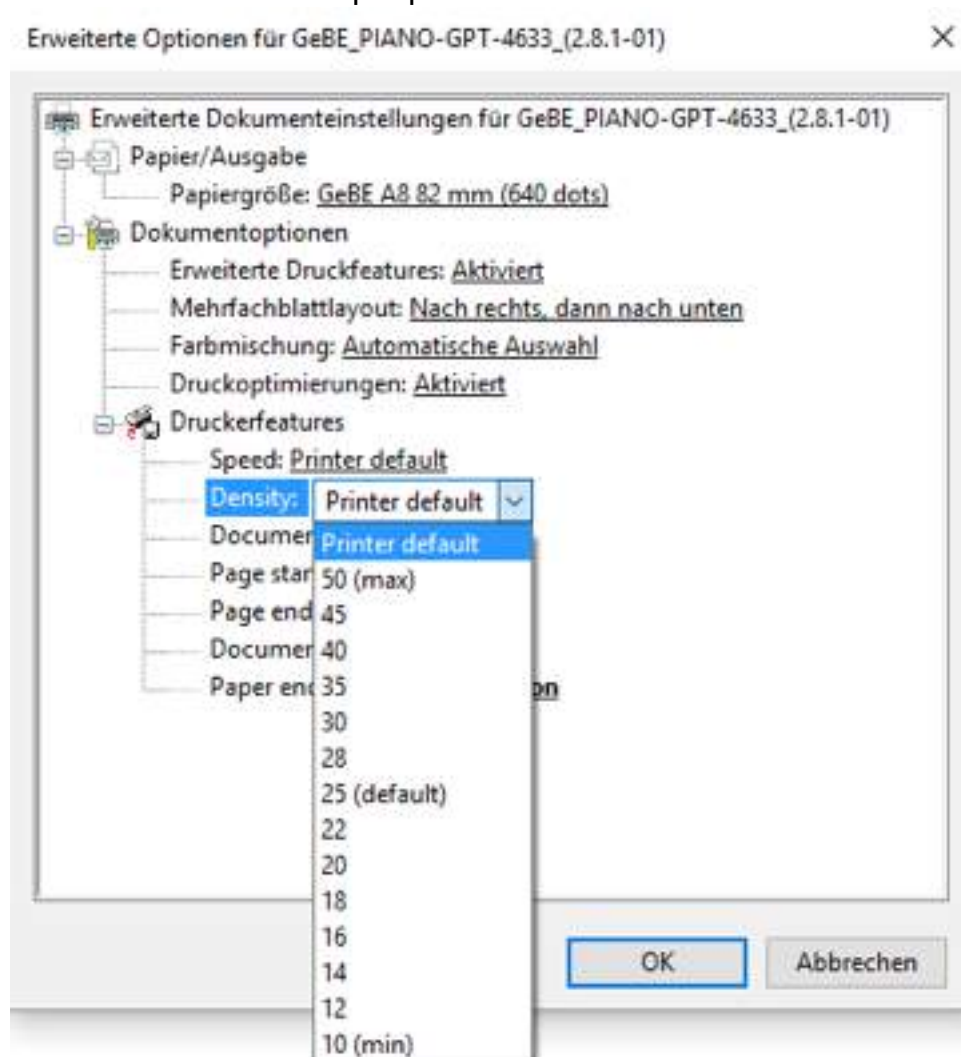 Erweiterte Optionen für GeBE_PIANO-GPT-4633_(2.8.1-01)
Erweiterte Dokumenteinstellungen für GeBE_PIANO-GPT-4633_(2.8.1-01)
Papier/Ausgabe
Papiergröße: GeBE A8 82 mm (640 dots)
Dokumentoptionen
Erweiterte Druckfeatures: Aktiviert
Mehrfachblattlayout: Nach rechts, dann nach unten
Farbmischung: Automatische Auswahl
Druckoptimierungen: Aktiviert
Druckerfeatures
Speed: Printer default
Density: Printer default
Documen Printer default
Page star 50 (max)
Page end 45
Documen 40
Paper end 35 on
30
28
25 (default)
22
20
18
16
14
12
10 (min)
OK Abbrechen